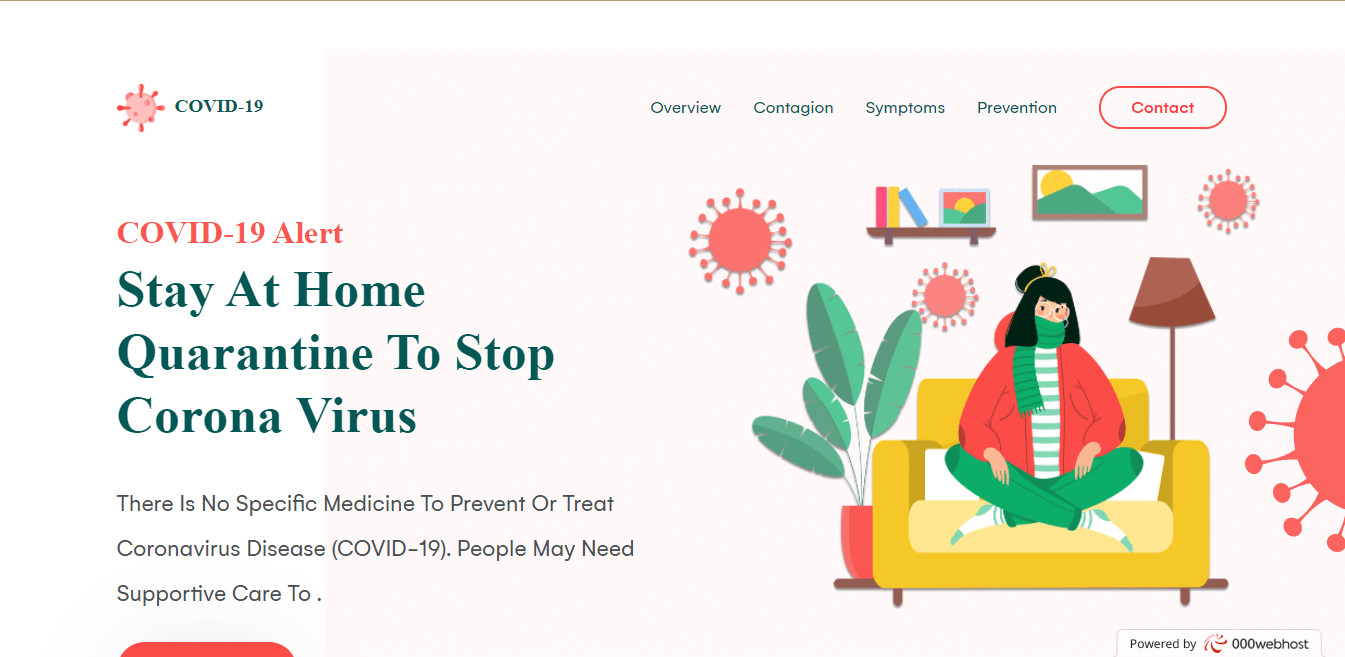 COVID-19
Overview Contagion Symptoms Prevention Contact
COVID-19 Alert
Stay At Home
Quarantine To Stop
Corona Virus
There Is No Specific Medicine To Prevent Or Treat
Coronavirus Disease (COVID-19). People May Need
Supportive Care To .
Powered by 000webhost